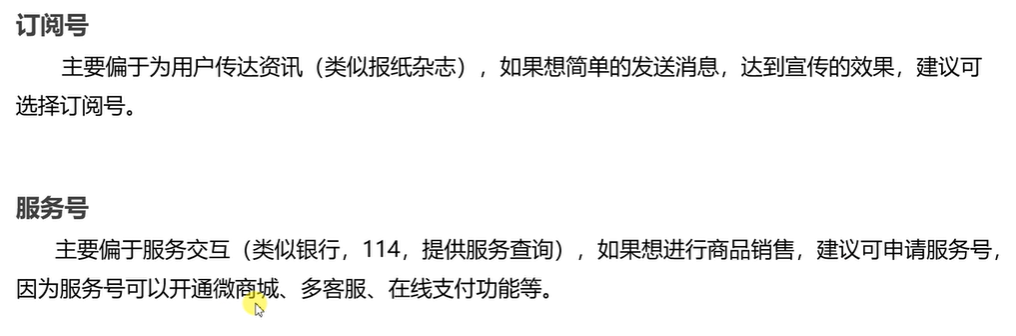 订阅号
主要偏于为用户传达资讯（类似报纸杂志），如果想简单的发送消息，达到宣传的效果，建议可
选择订阅号。
服务号
主要偏于服务交互（类似银行，114，提供服务查询），如果想进行商品销售，建议可申请服务号，
因为服务号可以开通微商城、多客服、在线支付功能等。